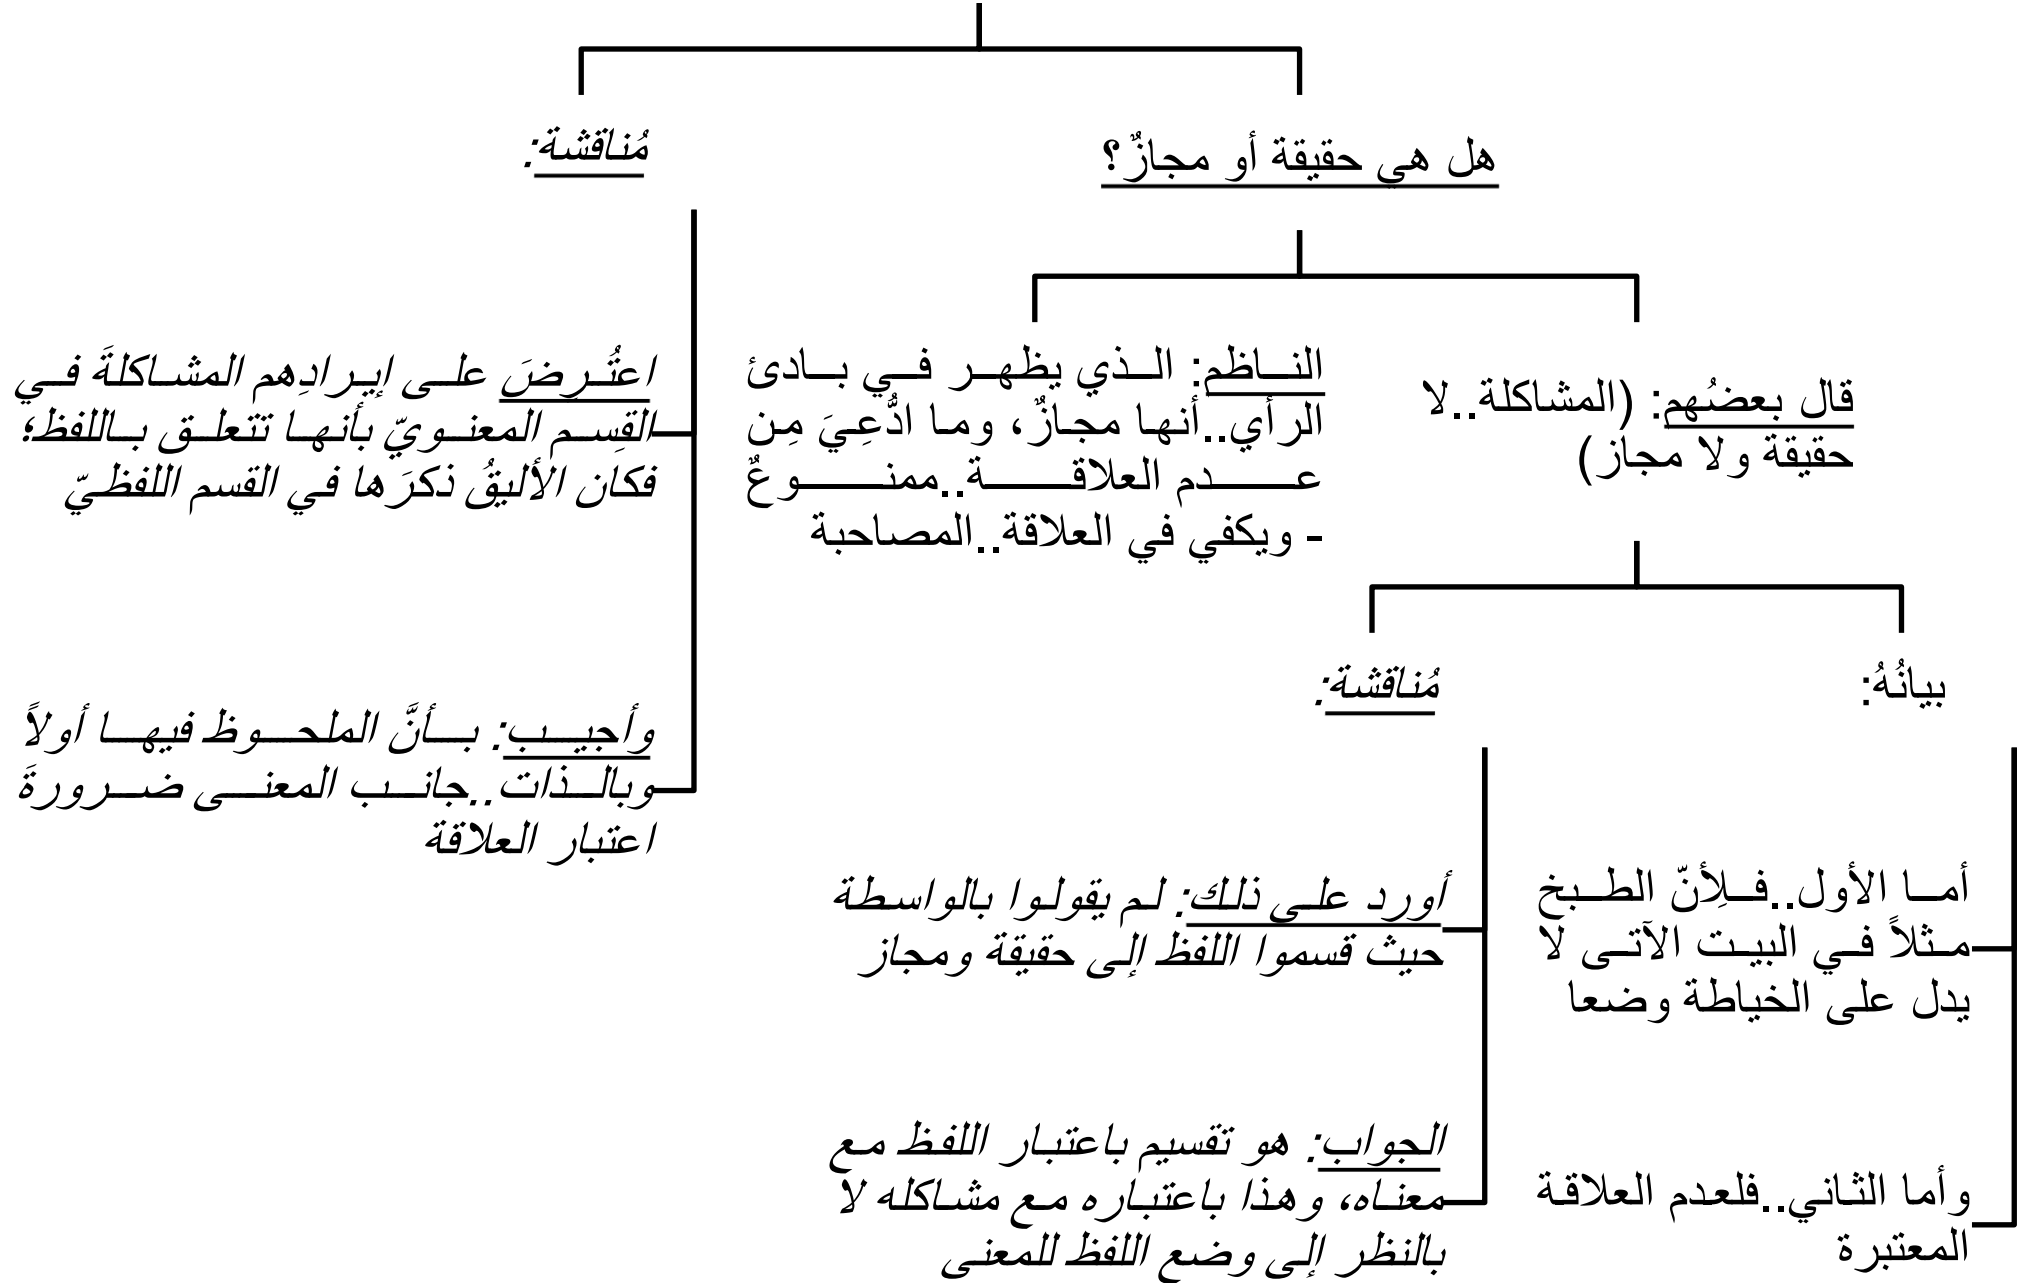 هل هي حقيقة أو مجازٌ؟
قال بعضُهم: (المشاكلة..لا
حقيقة ولا مجاز)
بيانُهُ:
أما الأول..فلِأنّ الطبخ
مثلاً في البيت الآتى لا
يدل على الخياطة وضعا
وأما الثاني..فلعدم العلاقة
المعتبرة
مُناقشة:
أورد على ذلك: لم يقولوا بالواسطة
حيث قسموا اللفظ إلى حقيقة ومجاز
الجواب: هو تقسيم باعتبار اللفظ مع
معناه، وهذا باعتباره مع مشاكله لا
بالنظر إلى وضع اللفظ للمعنى
الناظم: الذي يظهر في بادئ
الرأي..أنها مجازٌ، وما ادُّعِيَ مِن
عدم العلاقة..ممنوعٌ
- ويكفي في العلاقة..المصاحبة
مُناقشة:
اعتُرِضَ على إيرادِهم المشاكلةَ في
القِسم المعنويّ بأنها تتعلق باللفظ؛
فكان الأليقُ ذكرَها في القسم اللفظيّ
وأجيب: بأنَّ الملحوظ فيها أولاً
وبالذات..جانب المعنى ضرورةَ
اعتبار العلاقة